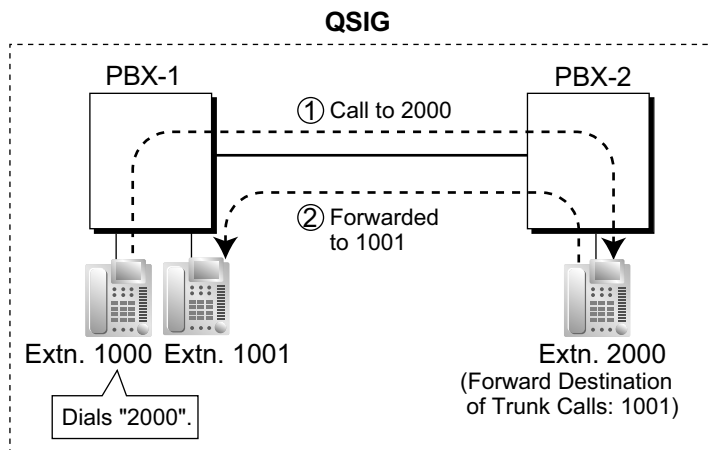 QSIG
PBX-1
PBX-2
① Call to 2000
② Forwarded
to 1001
Extn. 1000
Extn. 1001
Extn. 2000
(Forward Destination
of Trunk Calls: 1001)
Dials "2000".